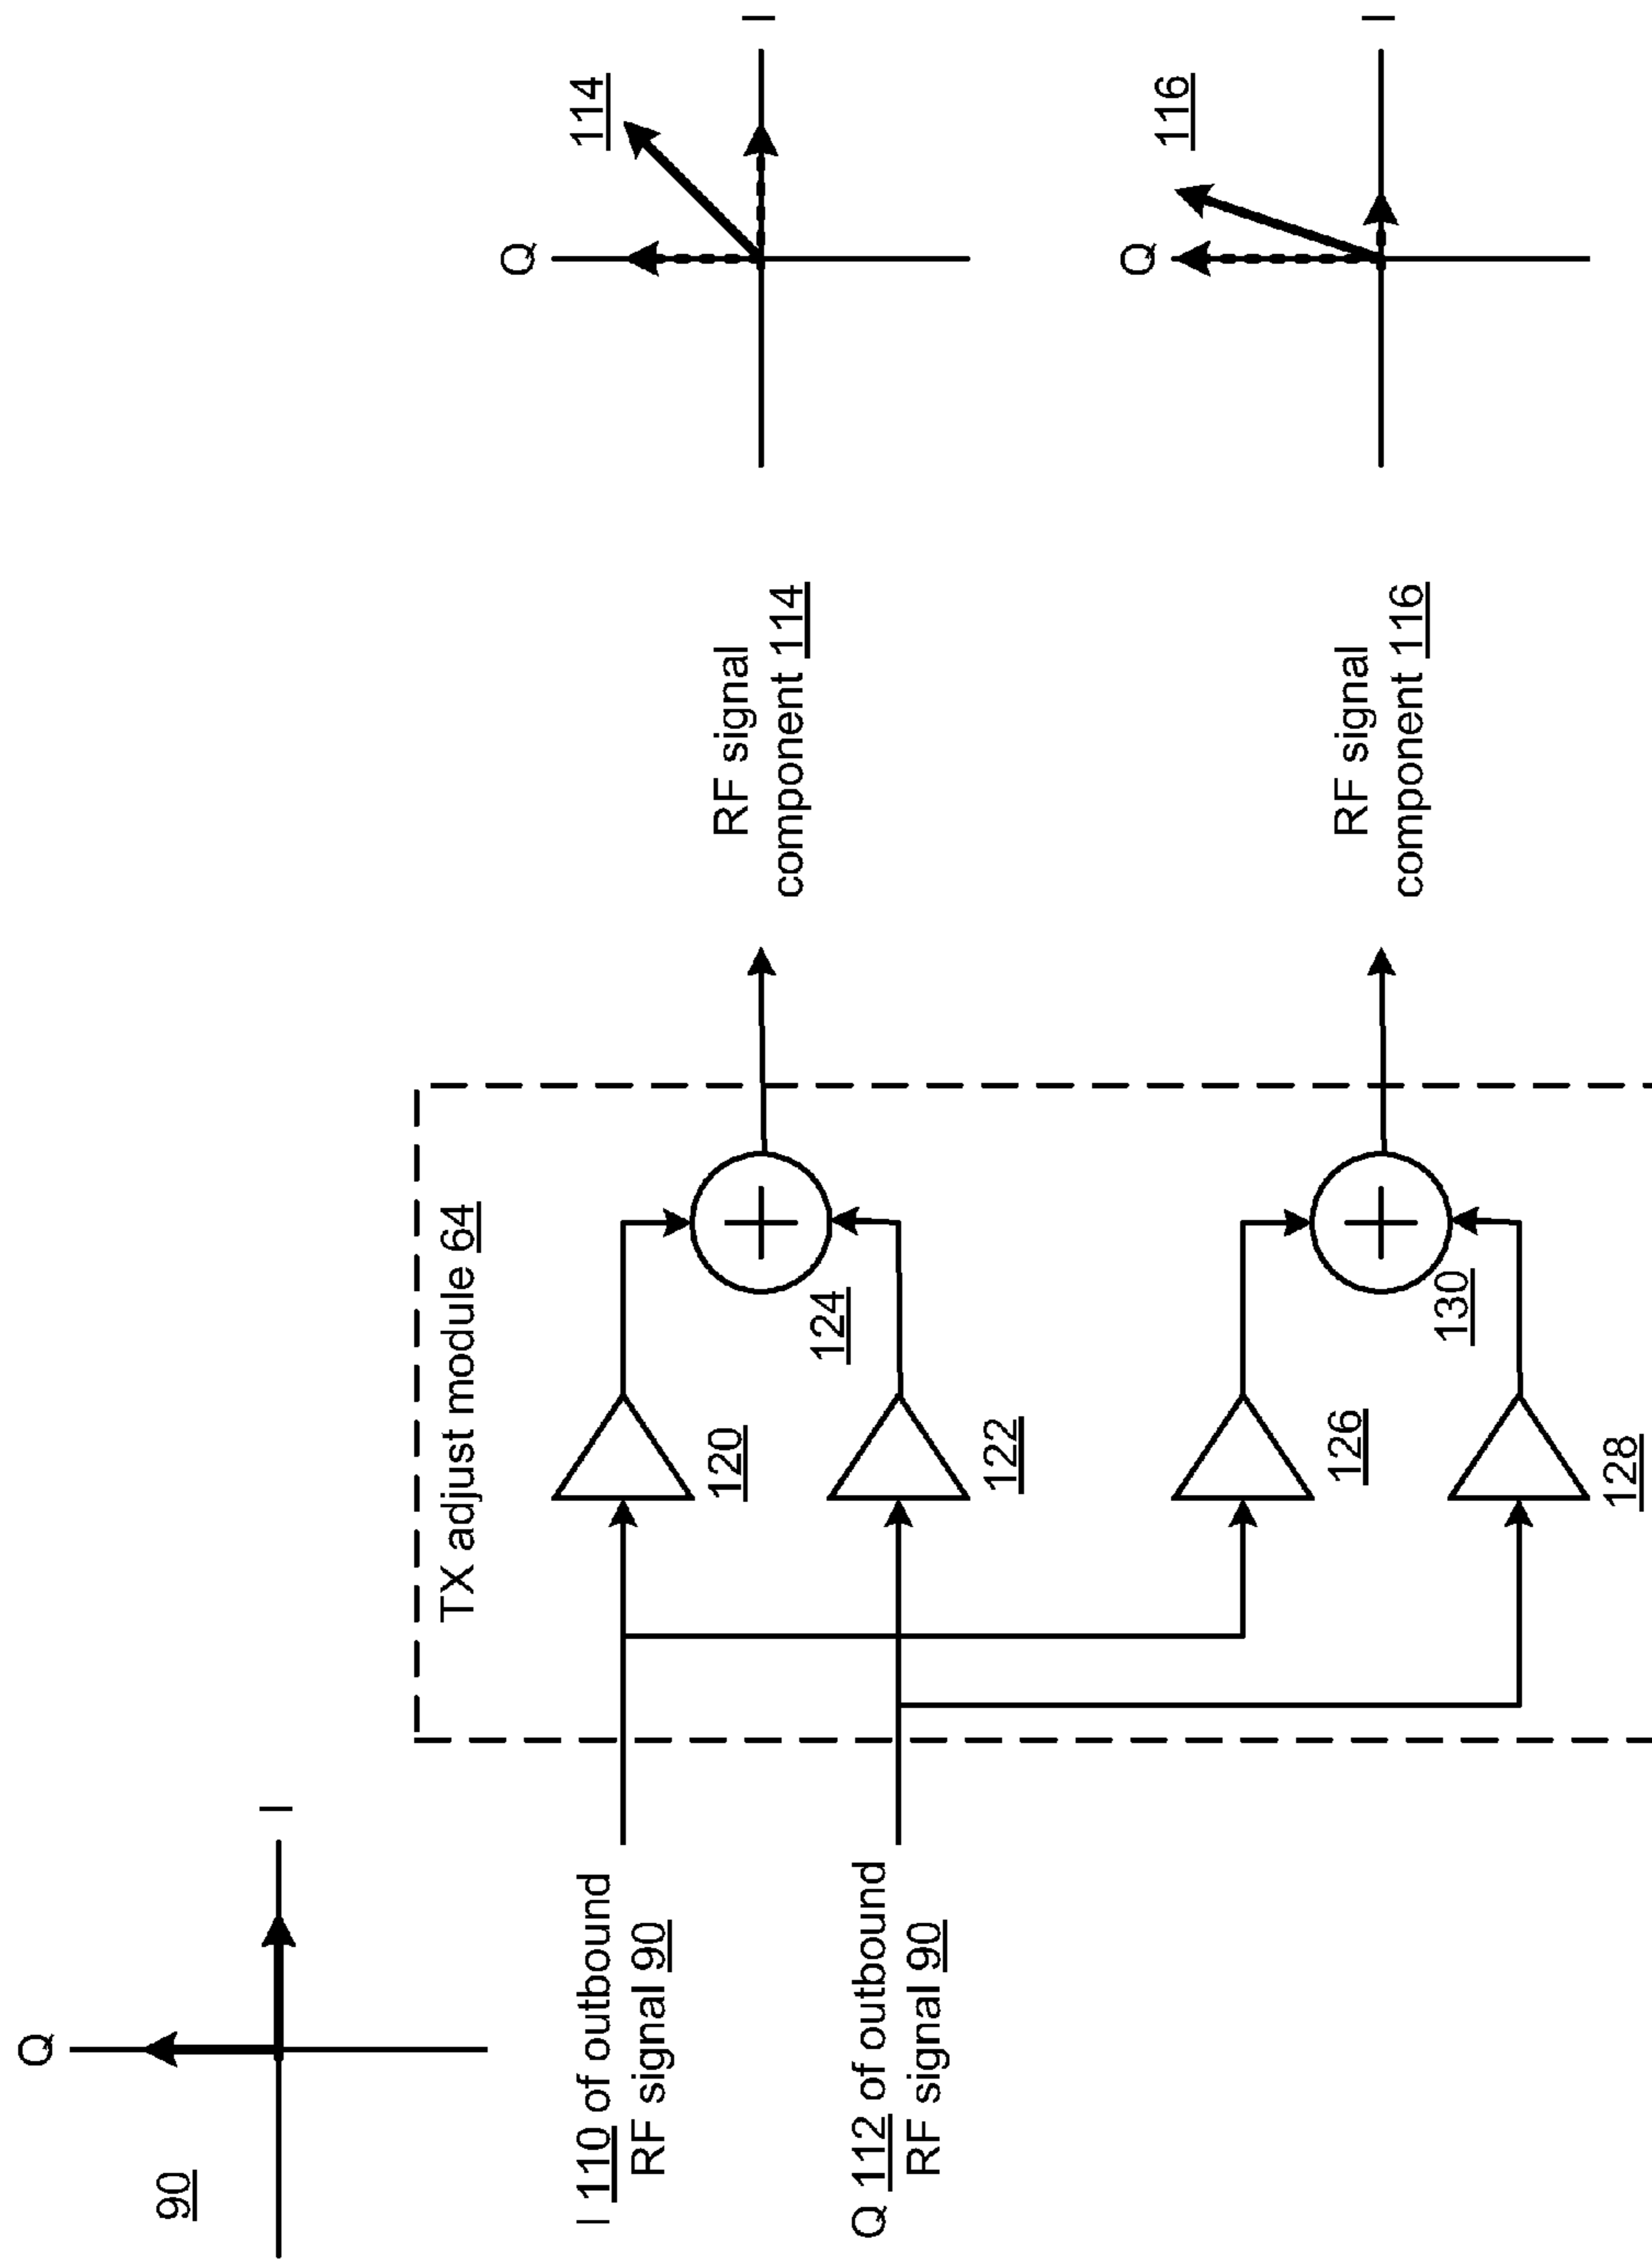 90
Q
I
I 110 of outbound
RF signal 90
Q 112 of outbound
RF signal 90
TX adjust module 64
120
122
124
126
128
130
RF signal
component 114
RF signal
component 116
Q
114
I
Q
116
I